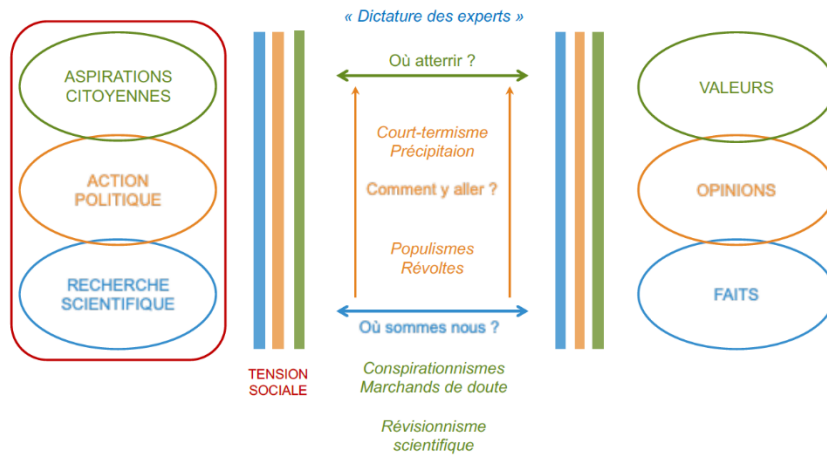 « Dictature des experts »
ASPIRATIONS
CITOYENNES
ACTION
POLITIQUE
RECHERCHE
SCIENTIFIQUE
TENSION
SOCIALE
Où atterrir ?
Court-termisme
Précipitaion
Comment y aller ?
Populismes
Révoltes
Où sommes nous ?
Conspirationnismes
Marchands de doute
Révisionnisme
scientifique
VALEURS
OPINIONS
FAITS